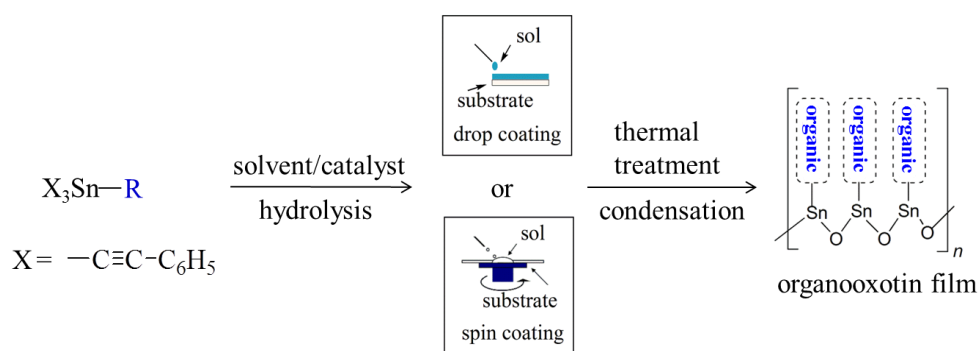 X₃Sn—R
X = —C≡C—C₆H₅
solvent/catalyst
hydrolysis
sol
substrate
drop coating
or
sol
substrate
spin coating
thermal
treatment
condensation
organic organic organic
Sn Sn Sn
O O O
n
organooxotin film